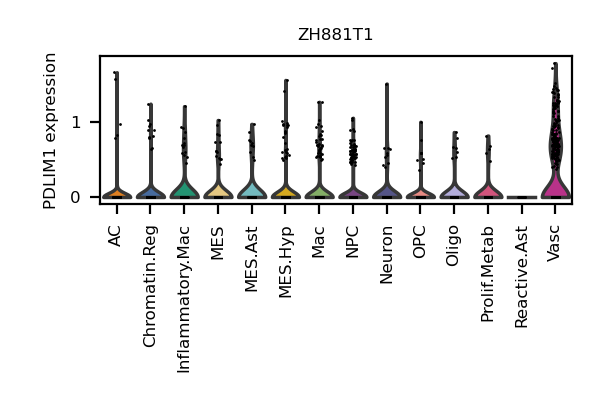 ZH881T1
PDLIM1 expression
1
0
AC
Chromatin.Reg
Inflammatory.Mac
MES
MES.Ast
MES.Hyp
Mac
NPC
Neuron
OPC
Oligo
Prolif.Metab
Reactive.Ast
Vasc